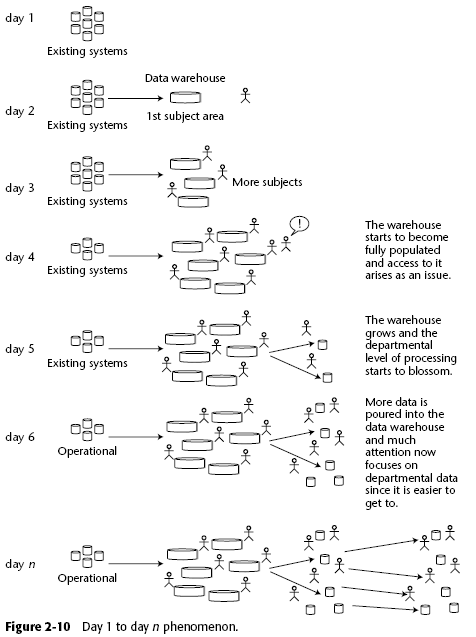 day 1
Existing systems
Data warehouse
day 2
1st subject area
Existing systems
day 3
More subjects
Existing systems
!
day 4
Existing systems
The warehouse
starts to become
fully populated
and access to it
arises as an issue.
day 5
Existing systems
The warehouse
grows and the
departmental
level of processing
starts to blossom.
day 6
Operational
More data is
poured into the
data warehouse
and much
attention now
focuses on
departmental data
since it is easier to
get to.
day n
Operational
Figure 2-10 Day 1 to day n phenomenon.